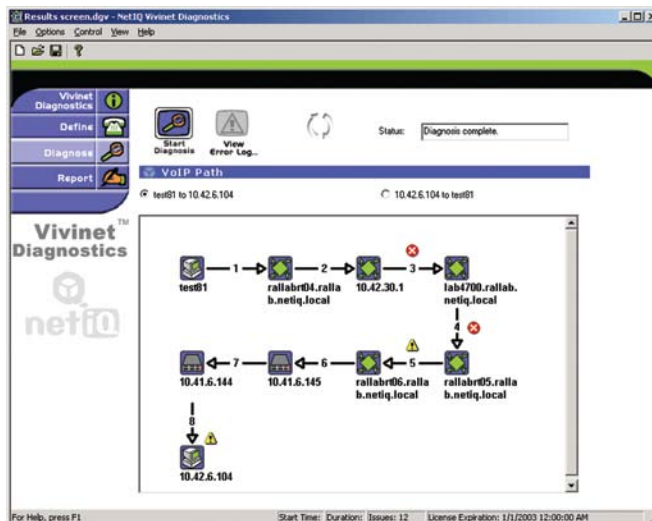 Results screen.dgv - NetIQ Vivinet Diagnostics
File Options Control View Help
Vivinet Diagnostics
Define
Diagnose
Report
Vivinet™
Diagnostics
netiQ
Start Diagnosis
View Error Log...
Status: Diagnosis complete.
VoIP Path
test81 to 10.42.6.104
10.42.6.104 to test81
1
2
3
test81
rallabrt04.ralla
b.netiq.local
10.42.30.1
lab4700.rallab.
netiq.local
4
7
6
5
10.41.6.144
10.41.6.145
rallabrt06.ralla
b.netiq.local
rallabrt05.ralla
b.netiq.local
8
10.42.6.104
For Help, press F1
Start Time: Duration: Issues: 12 License Expiration: 1/1/2003 12:00:00 AM